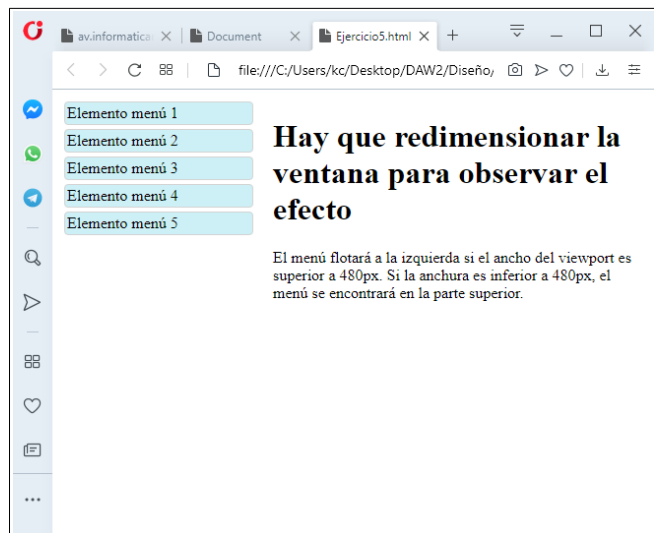 av.informatica
Document
Ejercicio5.html
file:///C:/Users/kc/Desktop/DAW2/Diseño/
Elemento menú 1
Elemento menú 2
Elemento menú 3
Elemento menú 4
Elemento menú 5
Hay que redimensionar la
ventana para observar el
efecto
El menú flotará a la izquierda si el ancho del viewport es
superior a 480px. Si la anchura es inferior a 480px, el
menú se encontrará en la parte superior.